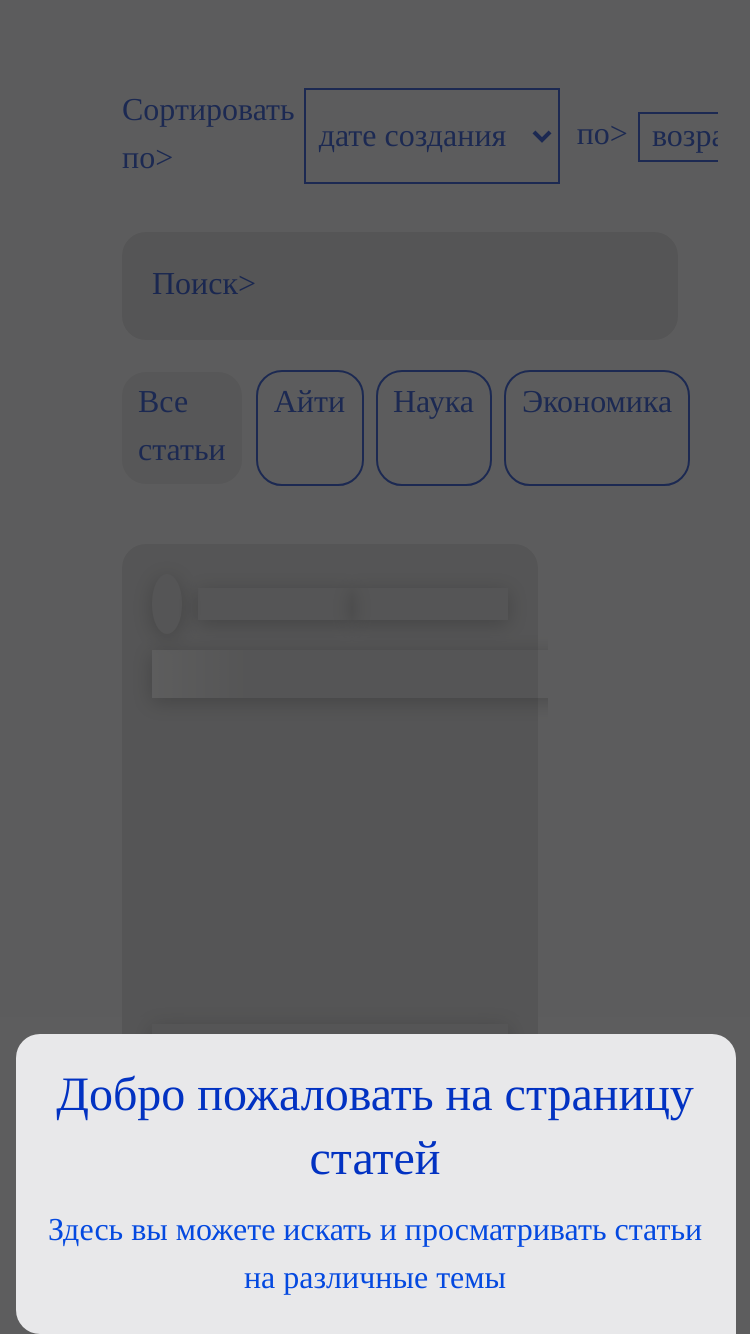 Сортировать по>
дате создания
по>
возра
Поиск>
Все статьи
Айти
Наука
Экономика
Добро пожаловать на страницу
статей
Здесь вы можете искать и просматривать статьи
на различные темы